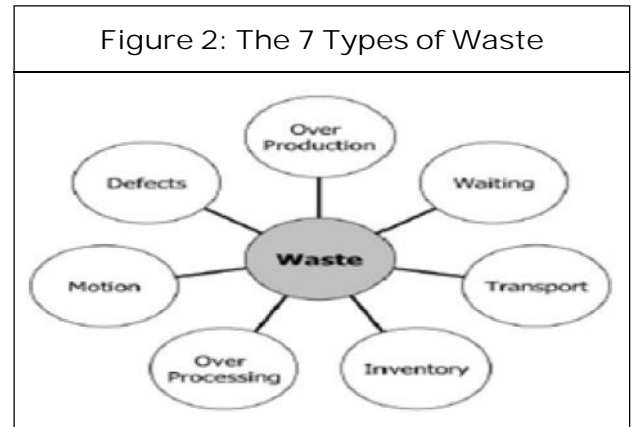 Figure 2: The 7 Types of Waste
Over
Production
Defects
Waiting
Waste
Motion
Transport
Over
Processing
Inventory